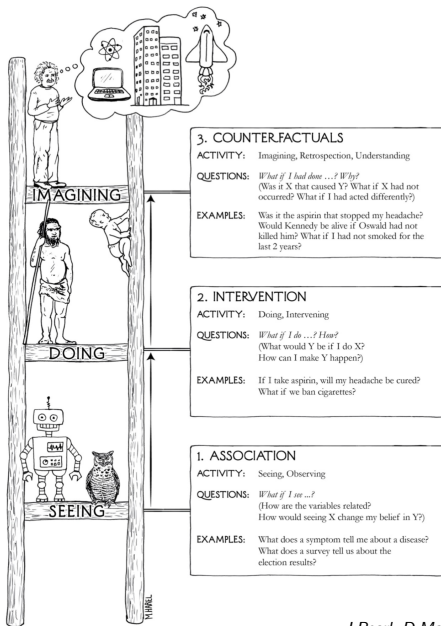 </>
3. COUNTERFACTUALS
ACTIVITY: Imagining, Retrospection, Understanding
QUESTIONS: What if I had done …? Why?
(Was it X that caused Y? What if X had not
occurred? What if I had acted differently?)
EXAMPLES: Was it the aspirin that stopped my headache?
Would Kennedy be alive if Oswald had not
killed him? What if I had not smoked for the
last 2 years?
IMAGINING
2. INTERVENTION
ACTIVITY: Doing, Intervening
QUESTIONS: What if I do …? How?
(What would Y be if I do X?
How can I make Y happen?)
EXAMPLES: If I take aspirin, will my headache be cured?
What if we ban cigarettes?
DOING
1. ASSOCIATION
ACTIVITY: Seeing, Observing
QUESTIONS: What if I see ...?
(How are the variables related?
How would seeing X change my belief in Y?)
EXAMPLES: What does a symptom tell me about a disease?
What does a survey tell us about the
election results?
SEEING
M.HAREL